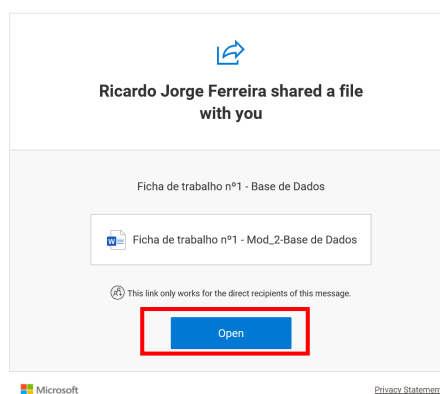 Ricardo Jorge Ferreira shared a file
with you
Ficha de trabalho nº1 - Base de Dados
Ficha de trabalho nº1 - Mod_2-Base de Dados
This link only works for the direct recipients of this message.
Open
Microsoft
Privacy Statement